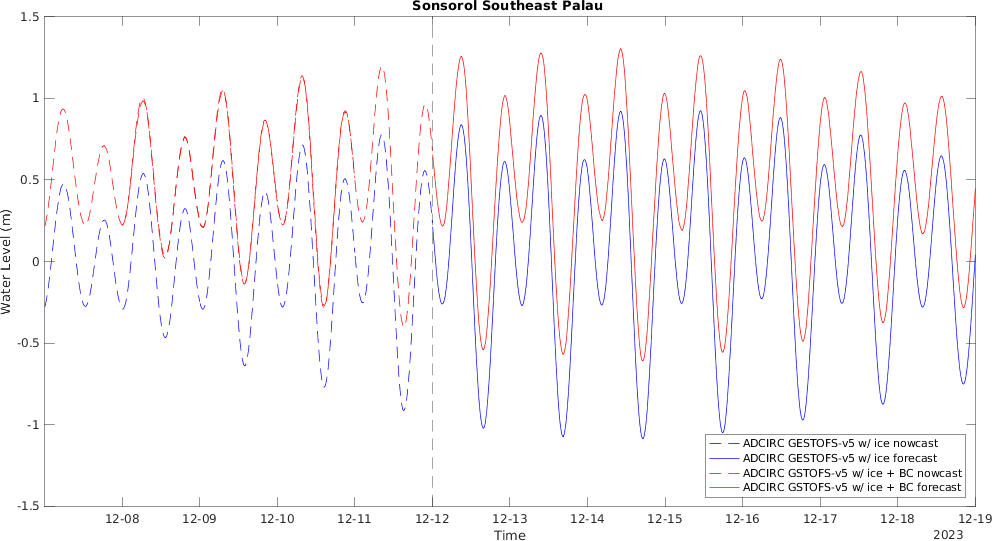 Sonsorol Southeast Palau
Water Level (m)
1.5
1
0.5
0
-0.5
-1
-1.5
12-08
12-09
12-10
12-11
12-12
12-13
12-14
12-15
12-16
12-17
12-18
12-19
Time
2023
ADCIRC GESTOFS-v5 w/ ice nowcast
ADCIRC GESTOFS-v5 w/ ice forecast
ADCIRC GSTOFS-v5 w/ ice + BC nowcast
ADCIRC GSTOFS-v5 w/ ice + BC forecast